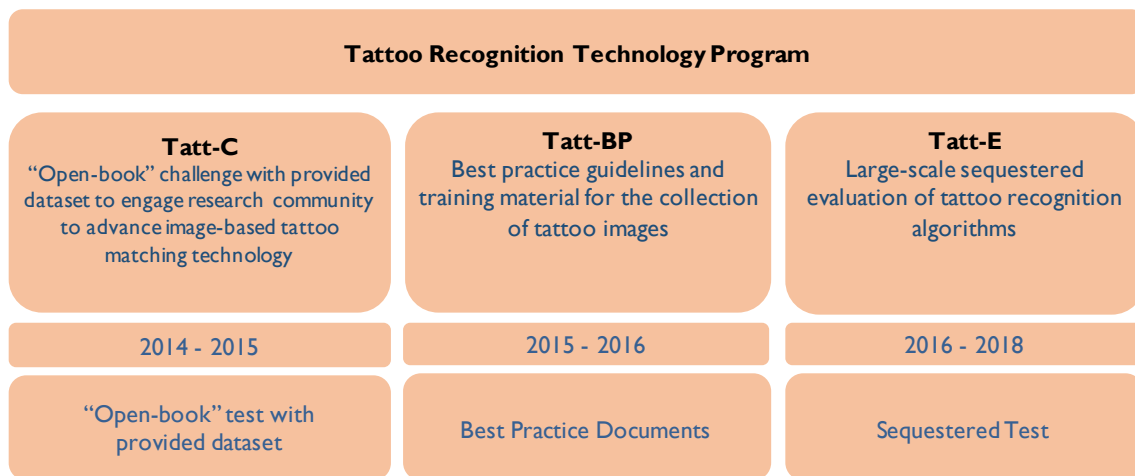 Tattoo Recognition Technology Program
Tatt-C
“Open-book” challenge with provided
dataset to engage research community
to advance image-based tattoo
matching technology
Tatt-BP
Best practice guidelines and
training material for the collection
of tattoo images
Tatt-E
Large-scale sequestered
evaluation of tattoo recognition
algorithms
2014 - 2015
2015 - 2016
2016 - 2018
“Open-book” test with
provided dataset
Best Practice Documents
Sequestered Test